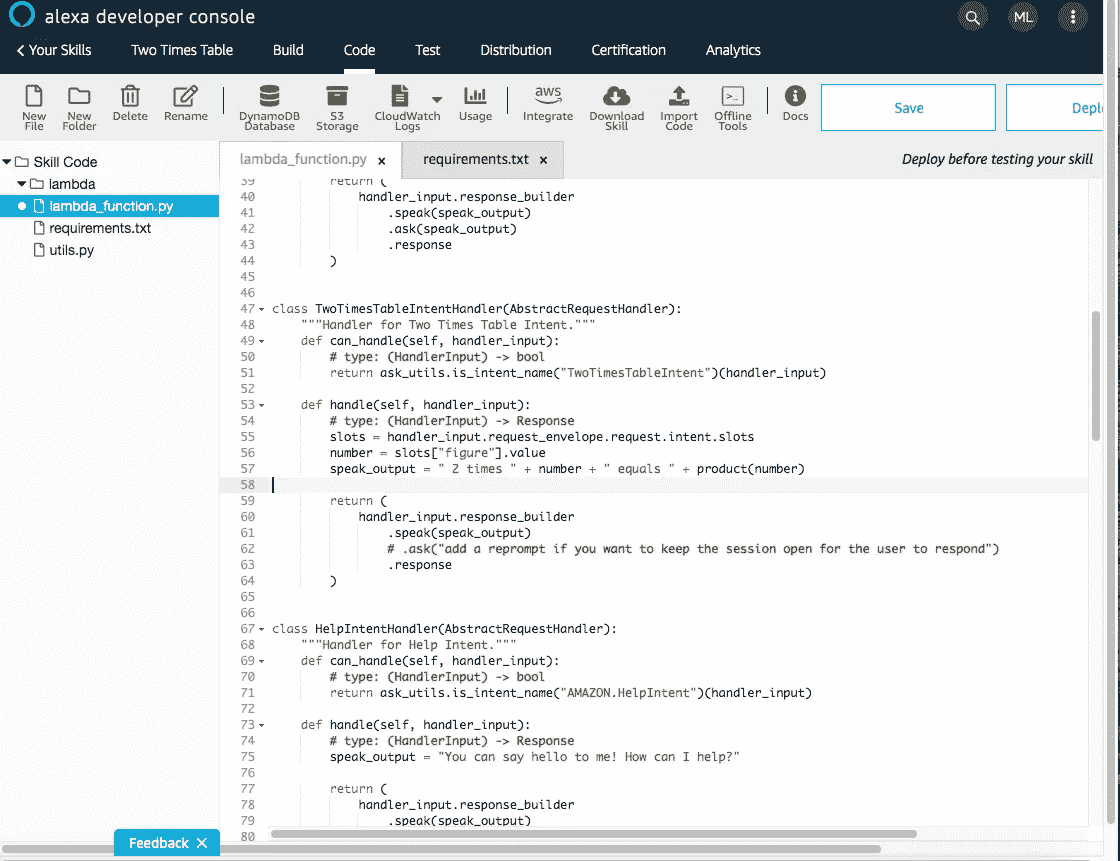 alexa developer console
ML
Your Skills Two Times Table Build Code Test Distribution Certification Analytics
New File
New Folder
Delete
Rename
DynamoDB Database
S3 Storage
CloudWatch Logs
Usage
aws
Integrate
Download Skill
Import Code
Offline Tools
Docs
Save
Depl
Skill Code
lambda
lambda_function.py
requirements.txt
utils.py
lambda_function.py × requirements.txt × Deploy before testing your skill
39 return (
40 handler_input.response_builder
41 .speak(speak_output)
42 .ask(speak_output)
43 .response
44 )
45
46
47 class TwoTimesTableIntentHandler(AbstractRequestHandler):
48 """Handler for Two Times Table Intent."""
49 def can_handle(self, handler_input):
50 # type: (HandlerInput) -> bool
51 return ask_utils.is_intent_name("TwoTimesTableIntent")(handler_input)
52
53 def handle(self, handler_input):
54 # type: (HandlerInput) -> Response
55 slots = handler_input.request_envelope.request.intent.slots
56 number = slots["figure"].value
57 speak_output = " 2 times " + number + " equals " + product(number)
58
59 return (
60 handler_input.response_builder
61 .speak(speak_output)
62 # .ask("add a reprompt if you want to keep the session open for the user to respond")
63 .response
64 )
65
66
67 class HelpIntentHandler(AbstractRequestHandler):
68 """Handler for Help Intent."""
69 def can_handle(self, handler_input):
70 # type: (HandlerInput) -> bool
71 return ask_utils.is_intent_name("AMAZON.HelpIntent")(handler_input)
72
73 def handle(self, handler_input):
74 # type: (HandlerInput) -> Response
75 speak_output = "You can say hello to me! How can I help?"
76
77 return (
78 handler_input.response_builder
79 .speak(speak_output)
80
Feedback ×